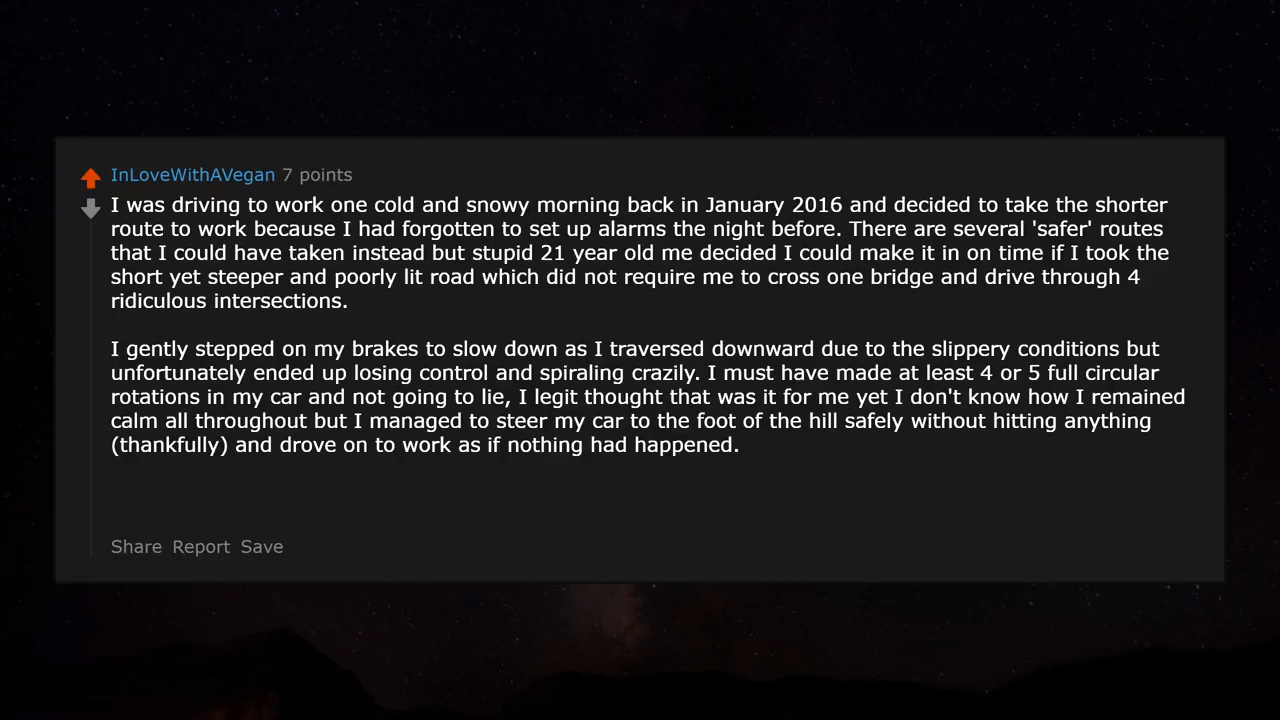 InLoveWithAVegan 7 points
I was driving to work one cold and snowy morning back in January 2016 and decided to take the shorter
route to work because I had forgotten to set up alarms the night before. There are several 'safer' routes
that I could have taken instead but stupid 21 year old me decided I could make it in on time if I took the
short yet steeper and poorly lit road which did not require me to cross one bridge and drive through 4
ridiculous intersections.
I gently stepped on my brakes to slow down as I traversed downward due to the slippery conditions but
unfortunately ended up losing control and spiraling crazily. I must have made at least 4 or 5 full circular
rotations in my car and not going to lie, I legit thought that was it for me yet I don't know how I remained
calm all throughout but I managed to steer my car to the foot of the hill safely without hitting anything
(thankfully) and drove on to work as if nothing had happened.
Share Report Save